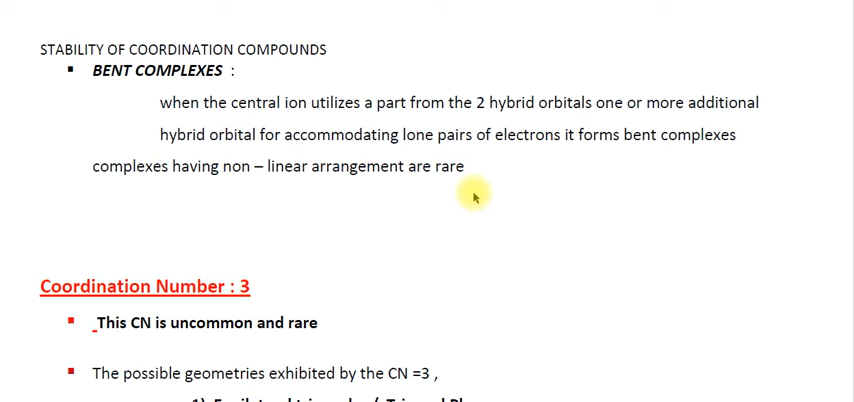 STABILITY OF COORDINATION COMPOUNDS
▪ BENT COMPLEXES :
when the central ion utilizes a part from the 2 hybrid orbitals one or more additional
hybrid orbital for accommodating lone pairs of electrons it forms bent complexes
complexes having non – linear arrangement are rare
Coordination Number : 3
▪ _This CN is uncommon and rare
▪ The possible geometries exhibited by the CN =3 ,